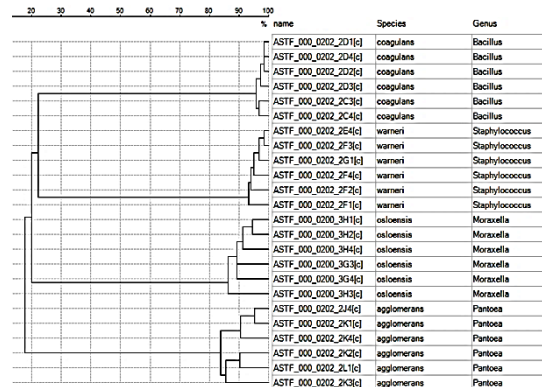 20 30 40 50 60 70 80 90 100
% name Species Genus
ASTF_000_0202_2D1[c] coagulans Bacillus
ASTF_000_0202_2D4[c] coagulans Bacillus
ASTF_000_0202_2D2[c] coagulans Bacillus
ASTF_000_0202_2D3[c] coagulans Bacillus
ASTF_000_0202_2C3[c] coagulans Bacillus
ASTF_000_0202_2C4[c] coagulans Bacillus
ASTF_000_0202_2E4[c] warneri Staphylococcus
ASTF_000_0202_2F3[c] warneri Staphylococcus
ASTF_000_0202_2G1[c] warneri Staphylococcus
ASTF_000_0202_2F4[c] warneri Staphylococcus
ASTF_000_0202_2F2[c] warneri Staphylococcus
ASTF_000_0202_2F1[c] warneri Staphylococcus
ASTF_000_0200_3H1[c] osloensis Moraxella
ASTF_000_0200_3H2[c] osloensis Moraxella
ASTF_000_0200_3H4[c] osloensis Moraxella
ASTF_000_0200_3G3[c] osloensis Moraxella
ASTF_000_0200_3G4[c] osloensis Moraxella
ASTF_000_0200_3H3[c] osloensis Moraxella
ASTF_000_0202_2J4[c] agglomerans Pantoea
ASTF_000_0202_2K1[c] agglomerans Pantoea
ASTF_000_0202_2K4[c] agglomerans Pantoea
ASTF_000_0202_2K2[c] agglomerans Pantoea
ASTF_000_0202_2L1[c] agglomerans Pantoea
ASTF_000_0202_2K3[c] agglomerans Pantoea